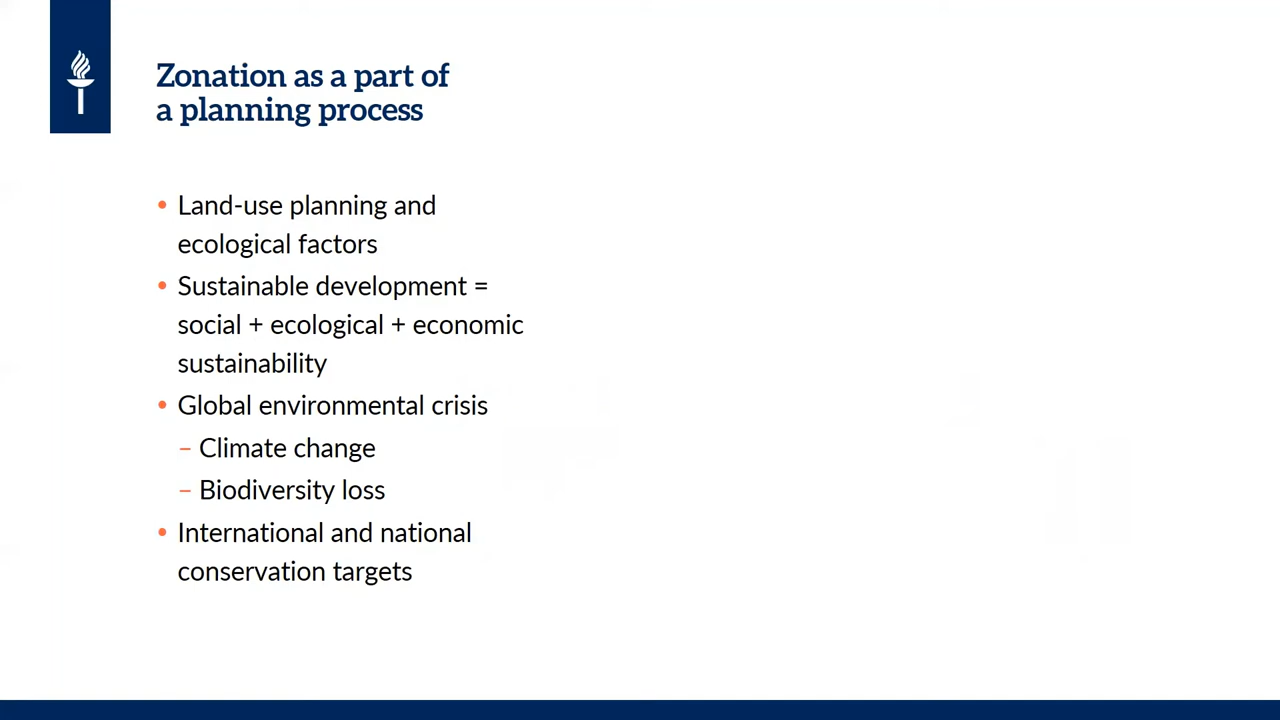 Zonation as a part of
a planning process
• Land-use planning and
ecological factors
• Sustainable development =
social + ecological + economic
sustainability
• Global environmental crisis
– Climate change
– Biodiversity loss
• International and national
conservation targets